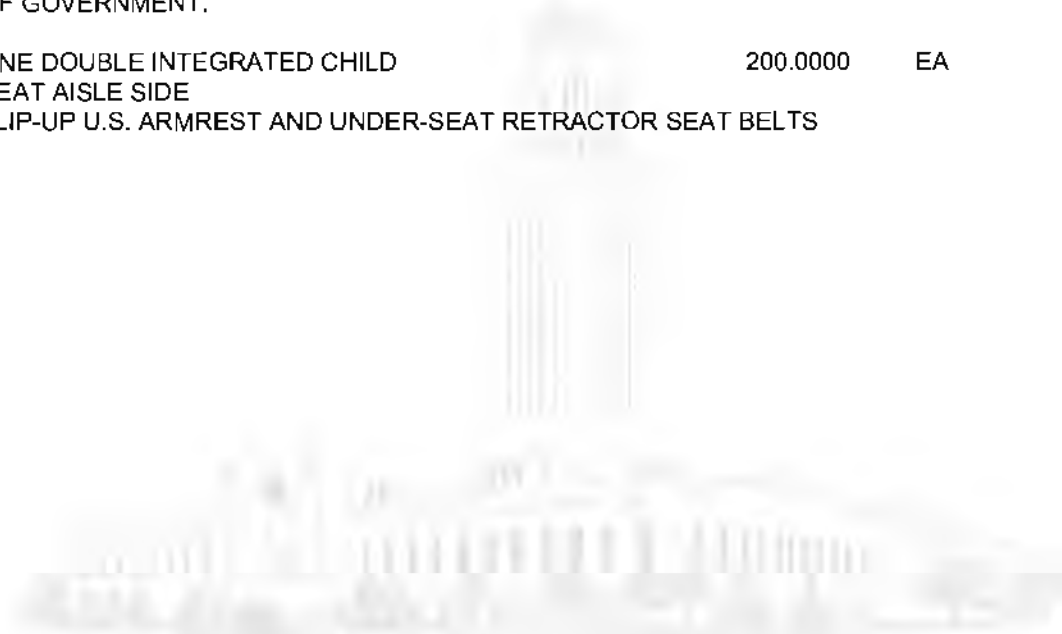 F GOVERNMENT.
NE DOUBLE INTEGRATED CHILD 200.0000 EA
EAT AISLE SIDE
LIP-UP U.S. ARMREST AND UNDER-SEAT RETRACTOR SEAT BELTS